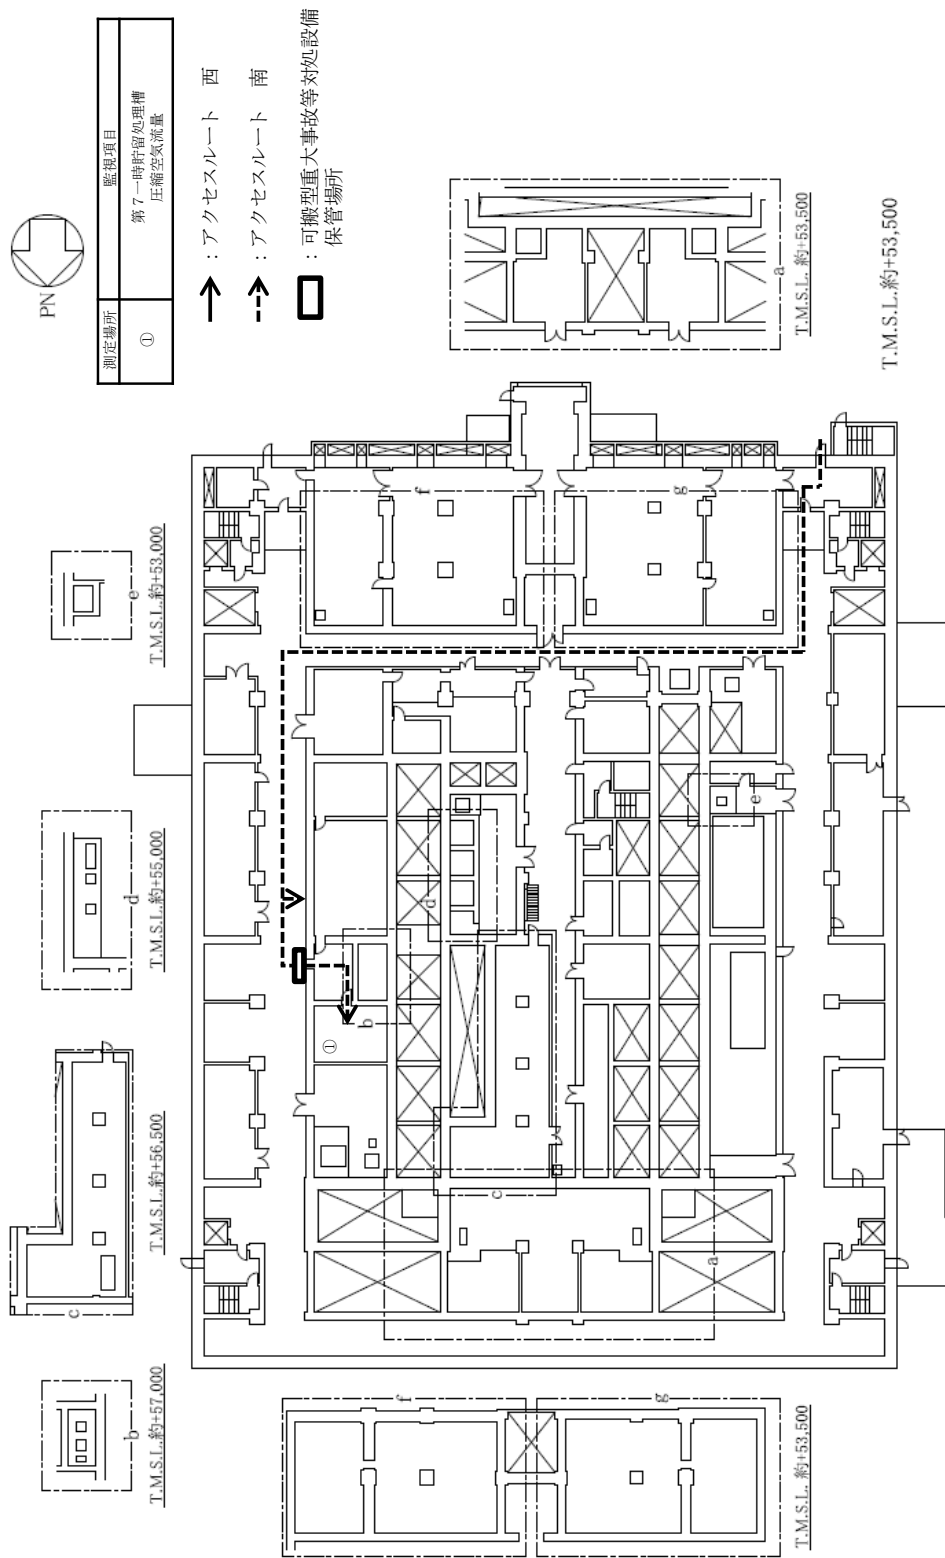 PN
測定場所
監視項目
①
第7一時貯留処理槽
圧縮空気流量
：アクセスルート　西
：アクセスルート　南
：可搬型重大事故等対処設備
保管場所
b
T.M.S.L.約+57,000
c
T.M.S.L.約+56,500
d
T.M.S.L.約+55,000
e
T.M.S.L.約+53,000
f
g
T.M.S.L. 約+53,500
a
T.M.S.L. 約+53,500
①
b
c
d
e
f
g
a
T.M.S.L.約+53,500